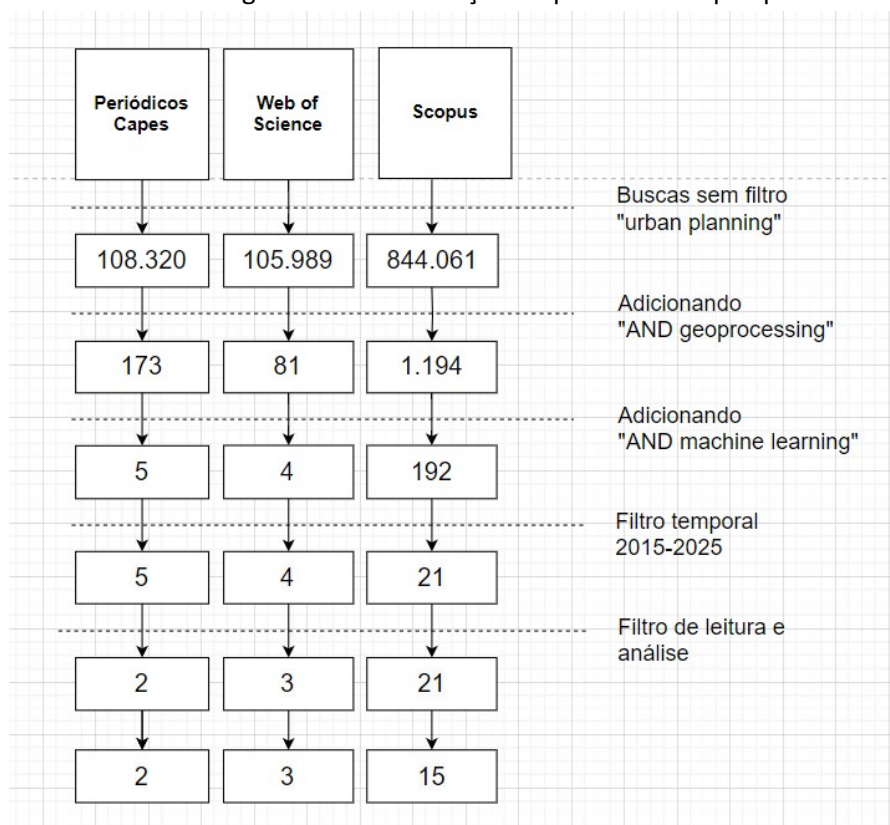 Periódicos
Capes
Web of
Science
Scopus
Buscas sem filtro
"urban planning"
108.320
105.989
844.061
Adicionando
"AND geoprocessing"
173
81
1.194
Adicionando
"AND machine learning"
5
4
192
Filtro temporal
2015-2025
5
4
21
Filtro de leitura e
análise
2
3
21
2
3
15